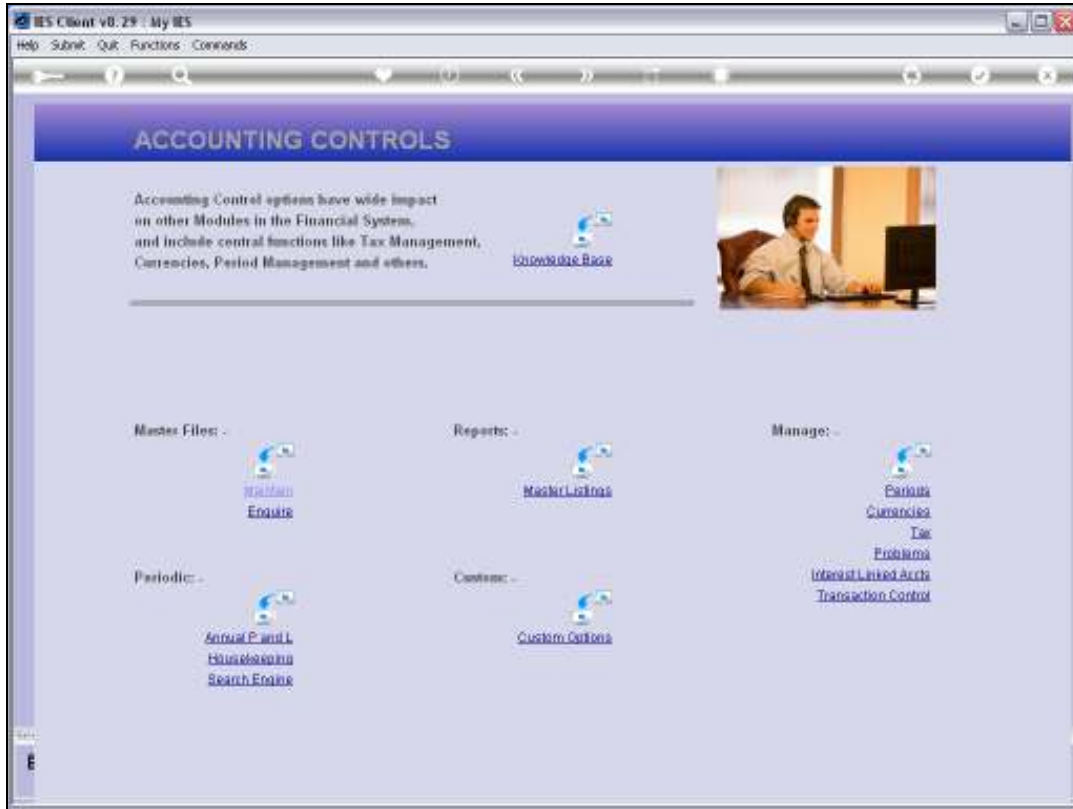 IES Client v8.29 : My IES
Help Submit Quit Functions Commands
ACCOUNTING CONTROLS
Accounting Control options have wide impact
on other Modules in the Financial System,
and include central functions like Tax Management,
Currencies, Period Management and others.
Knowledge Base
Master Files: -
Maintain
Enquire
Reports: -
Master Listings
Manage: -
Periods
Currencies
Tax
Problems
Interest Linked Accts
Transaction Control
Periodic: -
Annual P and L
Housekeeping
Search Engine
Custom: -
Custom Options